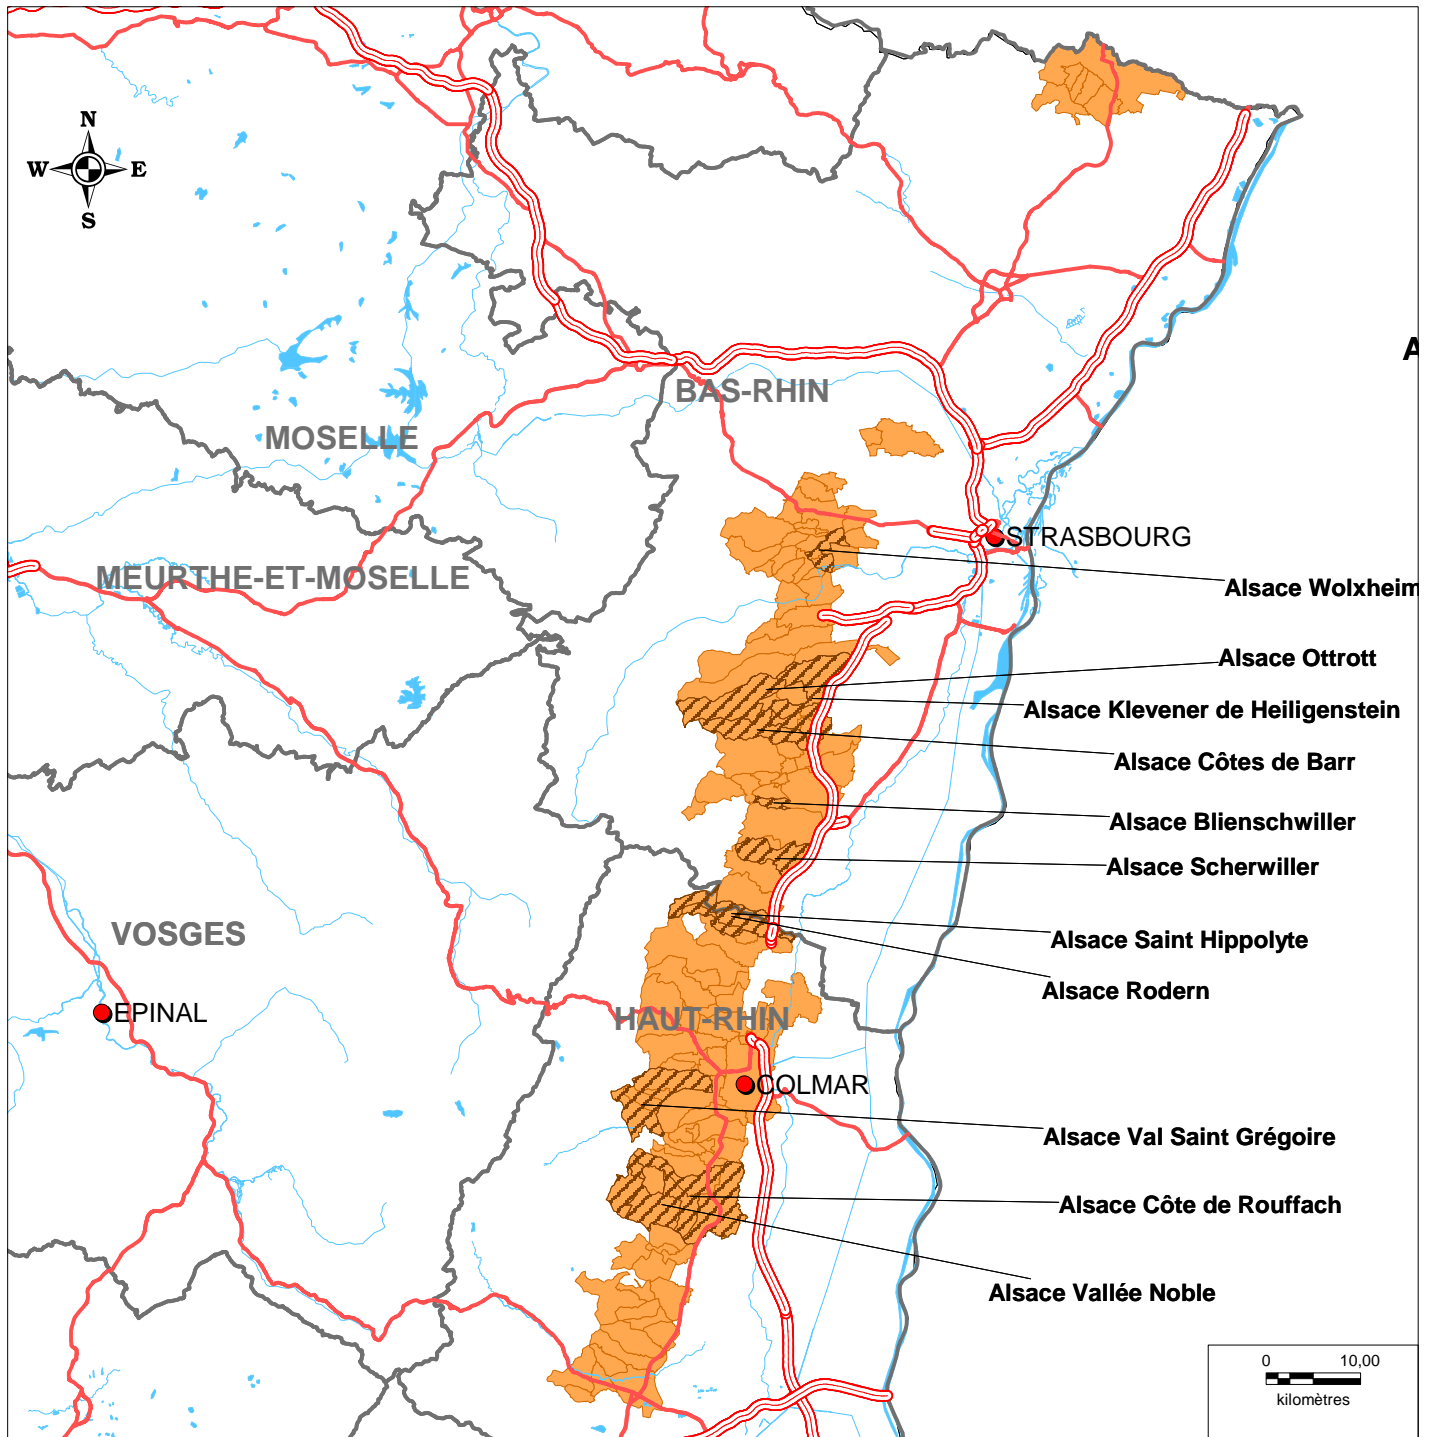 N
W E
S
A
BAS-RHIN
MOSELLE
STRASBOURG
MEURTHE-ET-MOSELLE
Alsace Wolxheim
Alsace Ottrott
Alsace Klevener de Heiligenstein
Alsace Côtes de Barr
Alsace Blienschwiller
Alsace Scherwiller
VOSGES
Alsace Saint Hippolyte
Alsace Rodern
EPINAL
HAUT-RHIN
COLMAR
Alsace Val Saint Grégoire
Alsace Côte de Rouffach
Alsace Vallée Noble
0 10,00
kilomètres